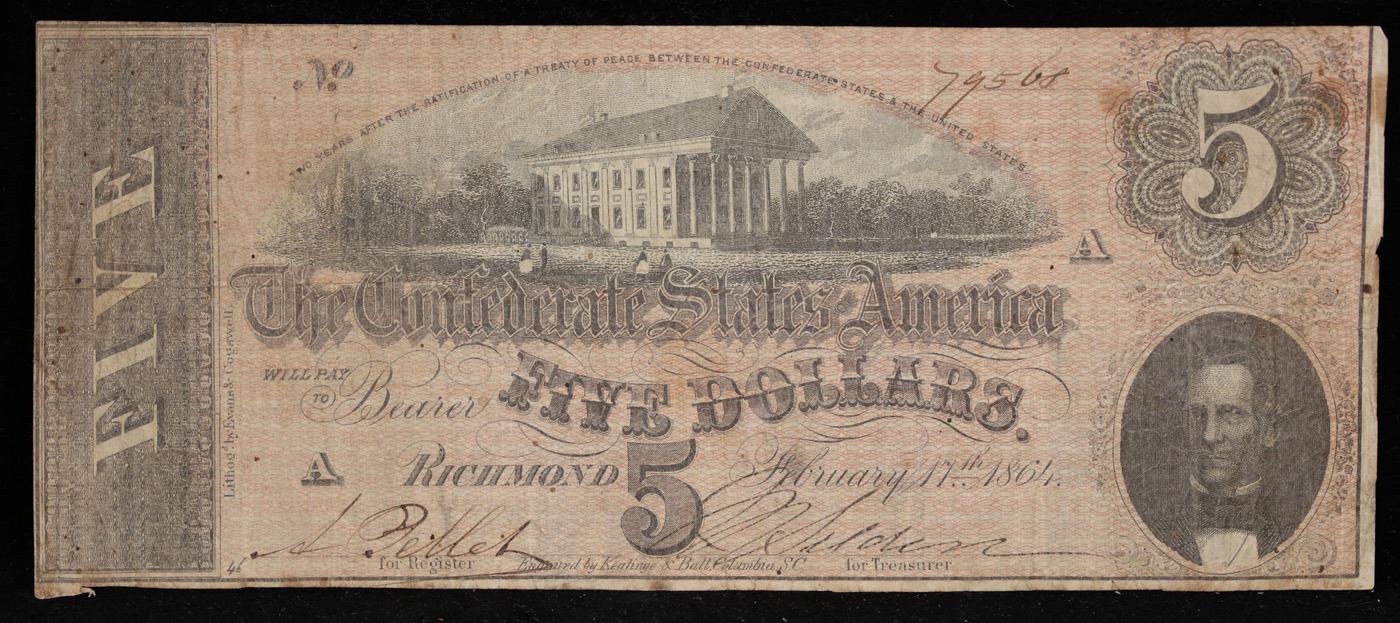 No
79568
TWO YEARS AFTER THE RATIFICATION OF A TREATY OF PEACE BETWEEN THE CONFEDERATE STATES & THE UNITED STATES.
5
FIVE
A
The Confederate States America
WILL PAY
TO Bearer
FIVE DOLLARS.
A
RICHMOND
5
February 17th 1864.
Lithog'd by Evans & Cogswell.
46
for Register
Engraved by Keatinge & Ball, Columbia, S.C
for Treasurer